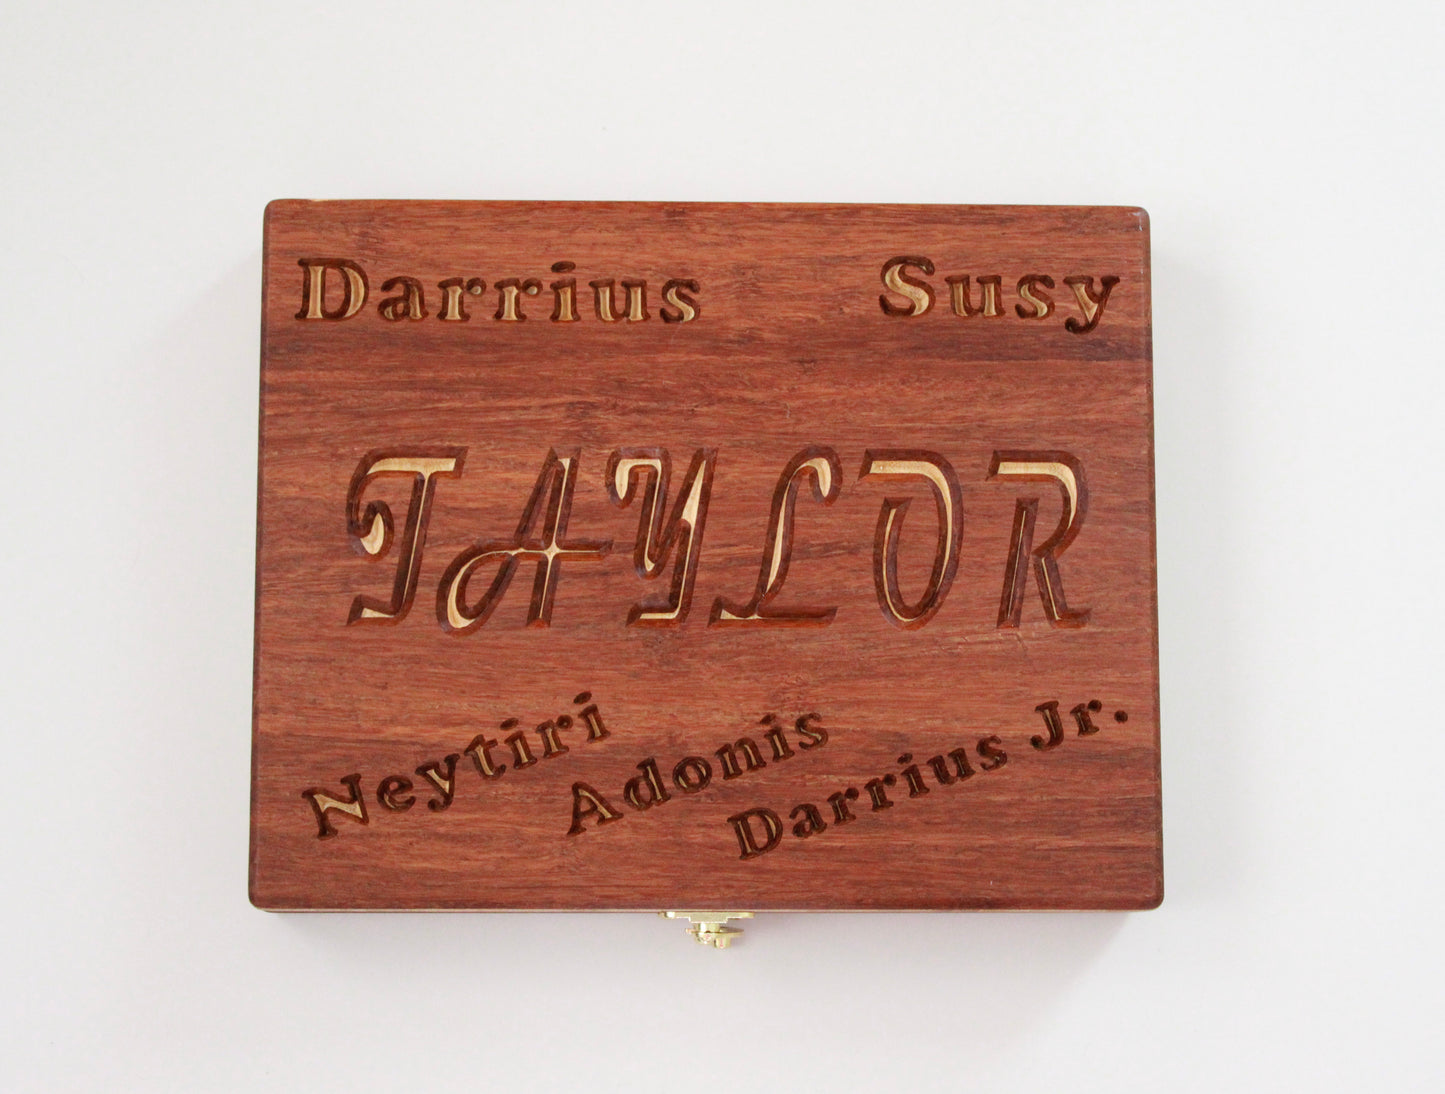 Darrius Susy
TAYLOR
Neytiri
Adonis
Darrius Jr.